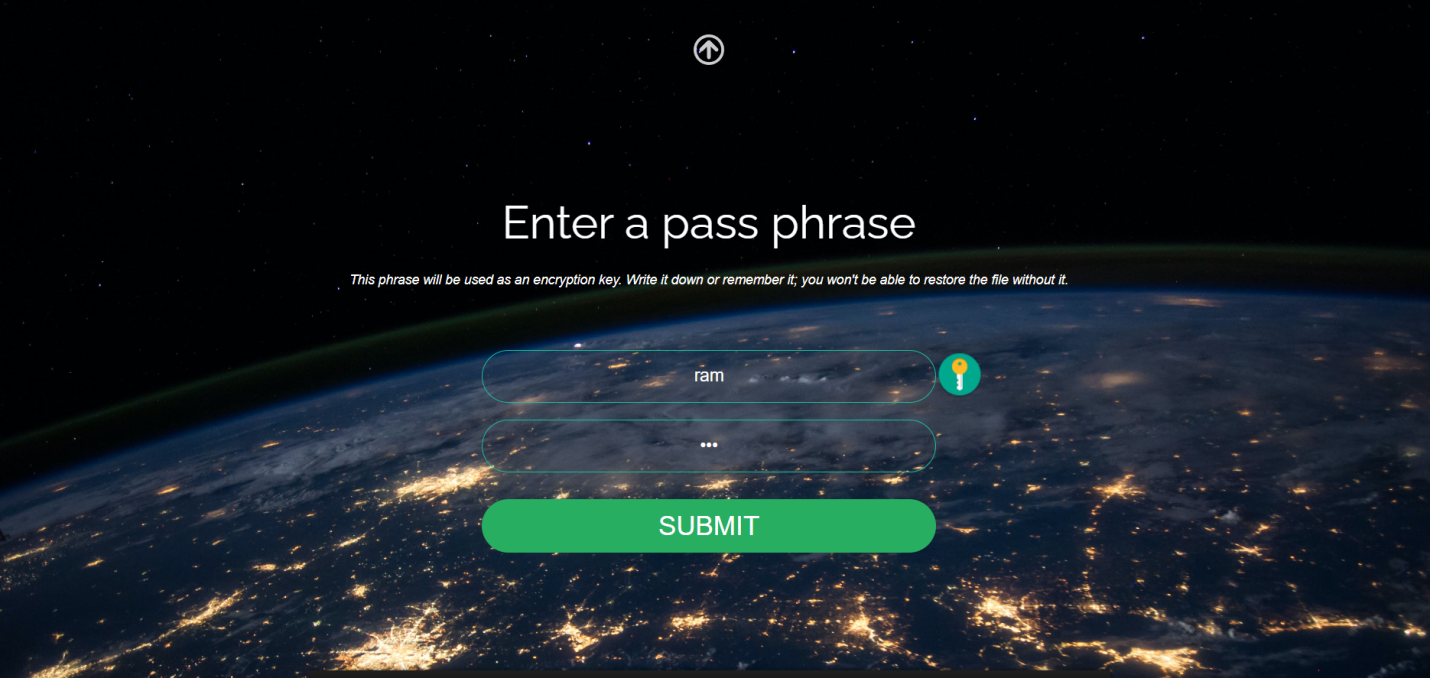 Enter a pass phrase
This phrase will be used as an encryption key. Write it down or remember it; you won't be able to restore the file without it.
ram
•••
SUBMIT